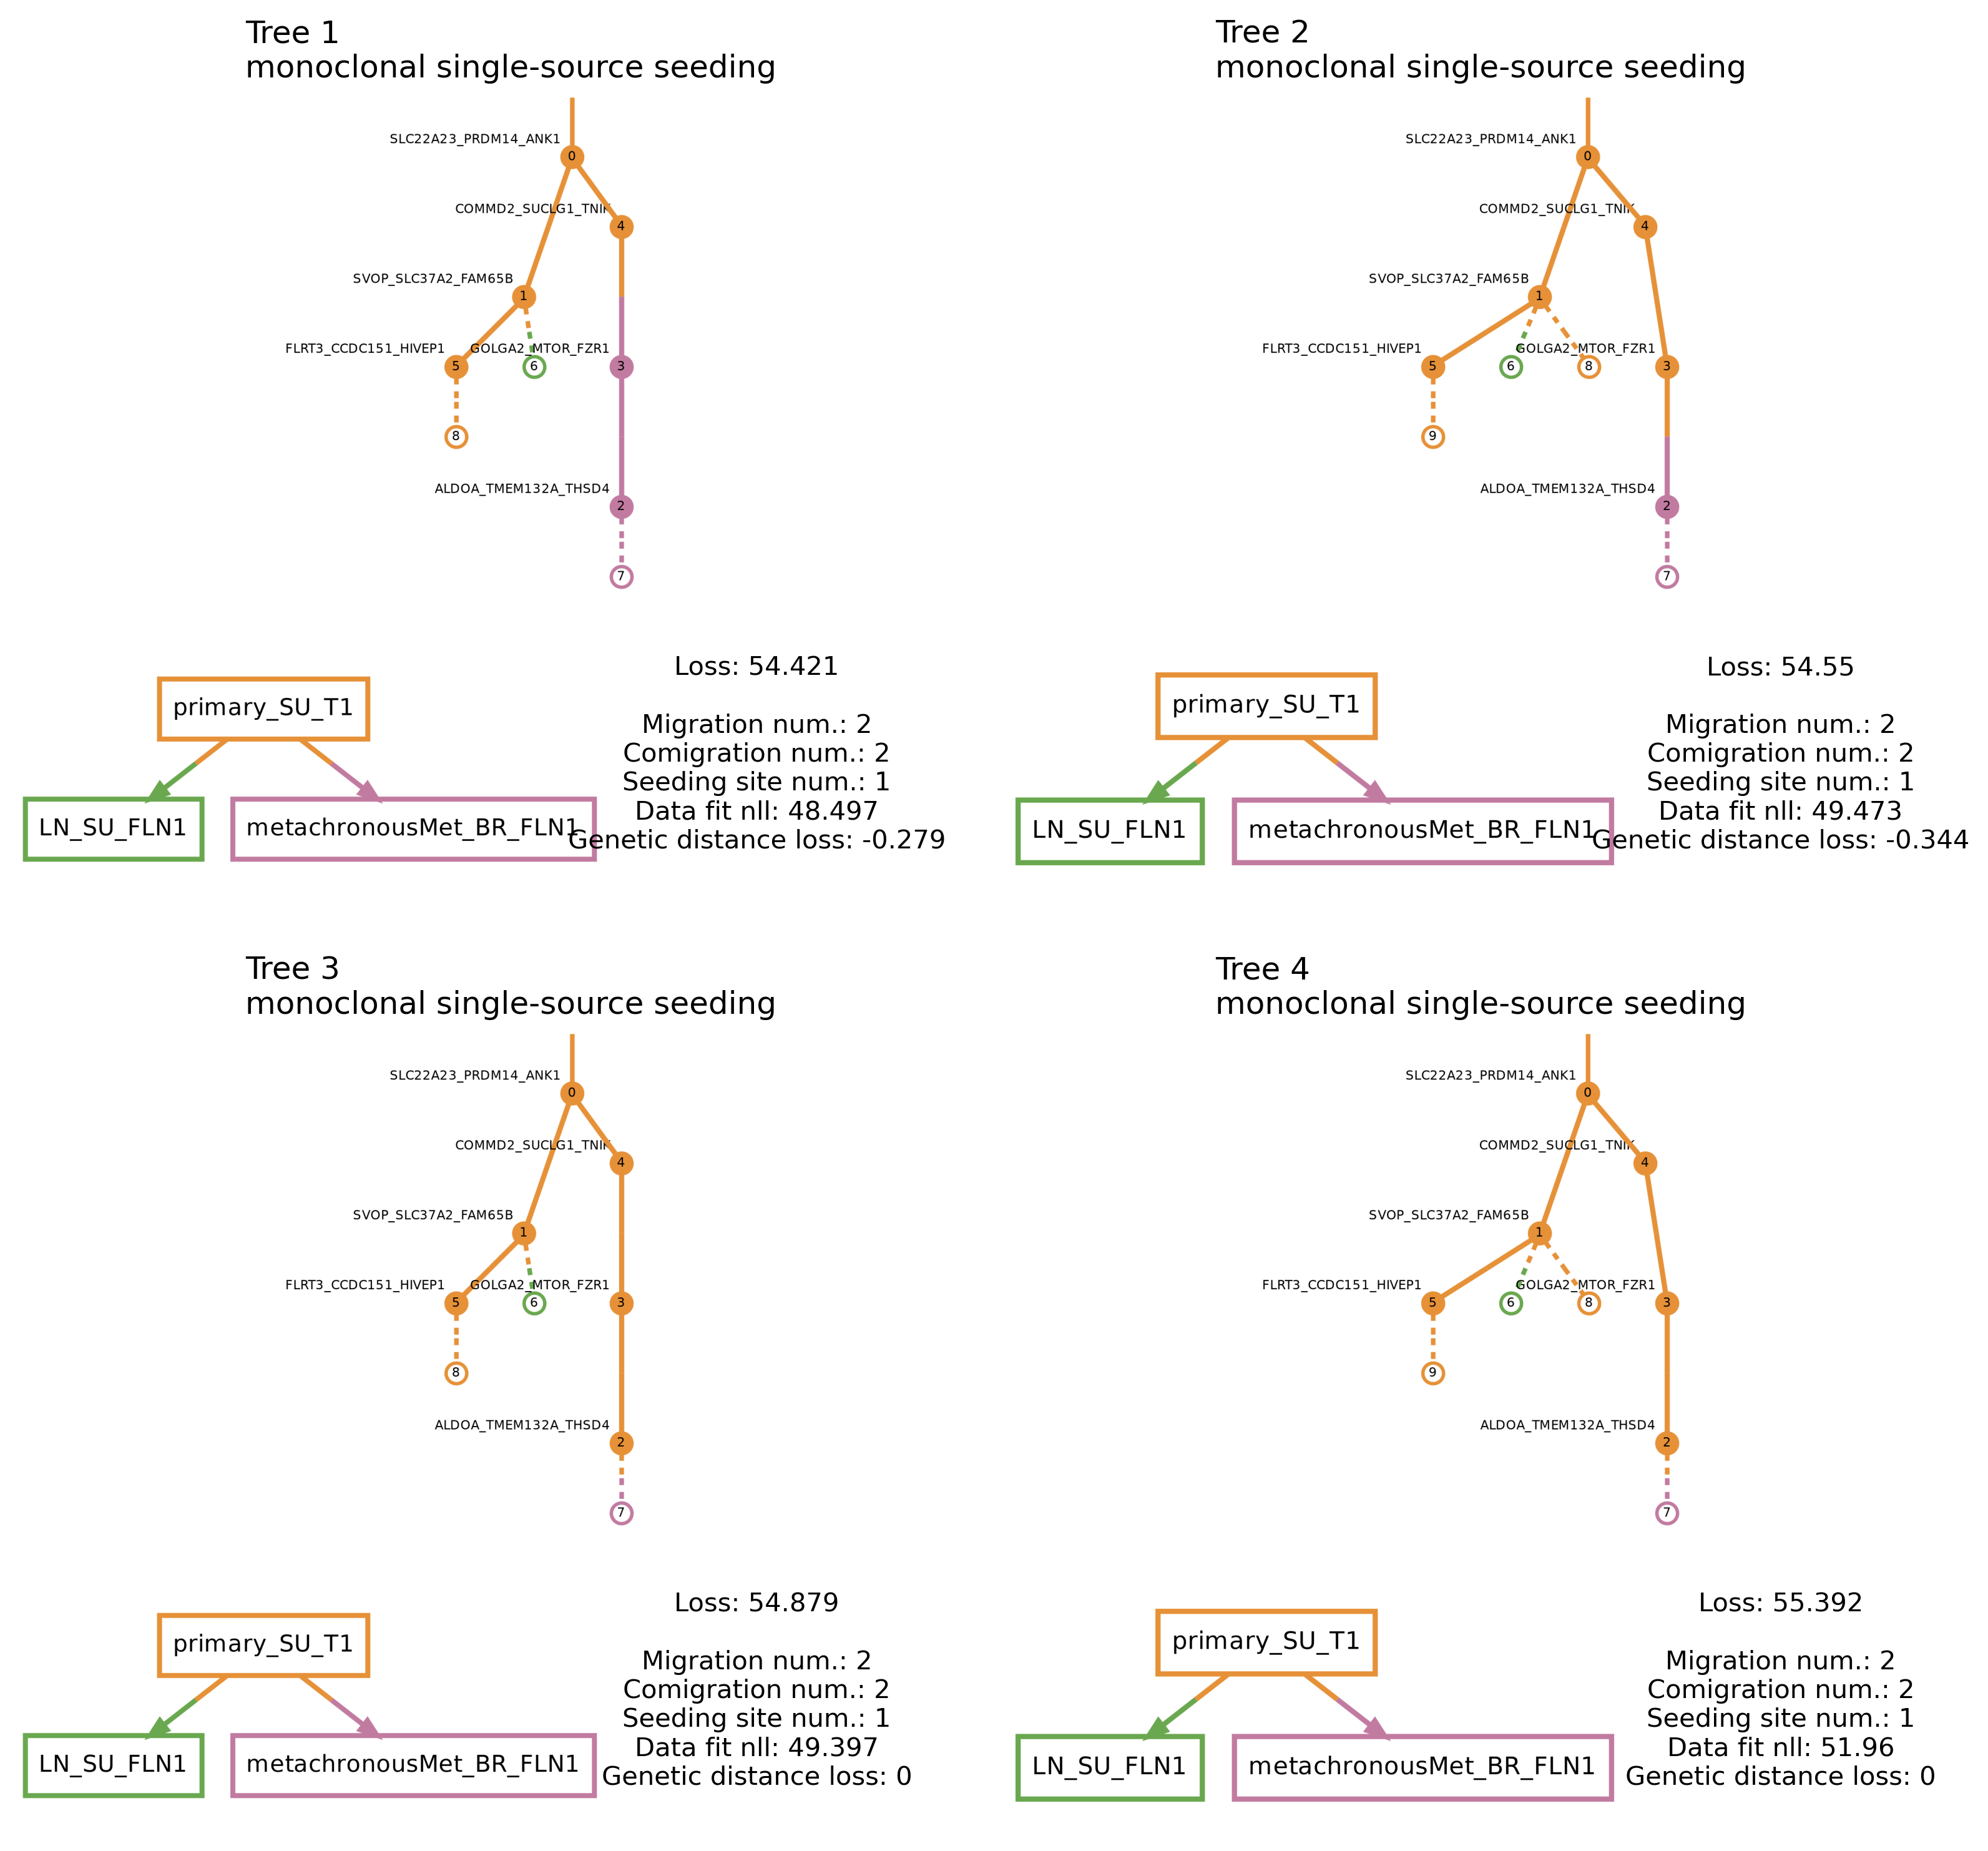 Tree 1
monoclonal single-source seeding
SLC22A23_PRDM14_ANK1
0
COMMD2_SUCLG1_TNIK
4
SVOP_SLC37A2_FAM65B
1
FLRT3_CCDC151_HIVEP1
5
GOLGA2_MTOR_FZR1
6
3
8
ALDOA_TMEM132A_THSD4
2
7
primary_SU_T1
LN_SU_FLN1
metachronousMet_BR_FLN1
Loss: 54.421
Migration num.: 2
Comigration num.: 2
Seeding site num.: 1
Data fit nll: 48.497
Genetic distance loss: -0.279
Tree 2
monoclonal single-source seeding
SLC22A23_PRDM14_ANK1
0
COMMD2_SUCLG1_TNIK
4
SVOP_SLC37A2_FAM65B
1
FLRT3_CCDC151_HIVEP1
5
GOLGA2_MTOR_FZR1
6
8
3
9
ALDOA_TMEM132A_THSD4
2
7
primary_SU_T1
LN_SU_FLN1
metachronousMet_BR_FLN1
Loss: 54.55
Migration num.: 2
Comigration num.: 2
Seeding site num.: 1
Data fit nll: 49.473
Genetic distance loss: -0.344
Tree 3
monoclonal single-source seeding
SLC22A23_PRDM14_ANK1
0
COMMD2_SUCLG1_TNIK
4
SVOP_SLC37A2_FAM65B
1
FLRT3_CCDC151_HIVEP1
5
GOLGA2_MTOR_FZR1
6
3
8
ALDOA_TMEM132A_THSD4
2
7
primary_SU_T1
LN_SU_FLN1
metachronousMet_BR_FLN1
Loss: 54.879
Migration num.: 2
Comigration num.: 2
Seeding site num.: 1
Data fit nll: 49.397
Genetic distance loss: 0
Tree 4
monoclonal single-source seeding
SLC22A23_PRDM14_ANK1
0
COMMD2_SUCLG1_TNIK
4
SVOP_SLC37A2_FAM65B
1
FLRT3_CCDC151_HIVEP1
5
GOLGA2_MTOR_FZR1
6
8
3
9
ALDOA_TMEM132A_THSD4
2
7
primary_SU_T1
LN_SU_FLN1
metachronousMet_BR_FLN1
Loss: 55.392
Migration num.: 2
Comigration num.: 2
Seeding site num.: 1
Data fit nll: 51.96
Genetic distance loss: 0